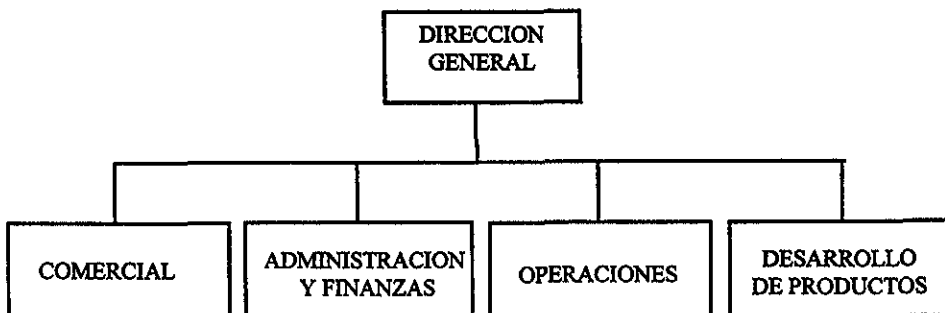 DIRECCION
GENERAL
COMERCIAL
ADMINISTRACION
Y FINANZAS
OPERACIONES
DESARROLLO
DE PRODUCTOS